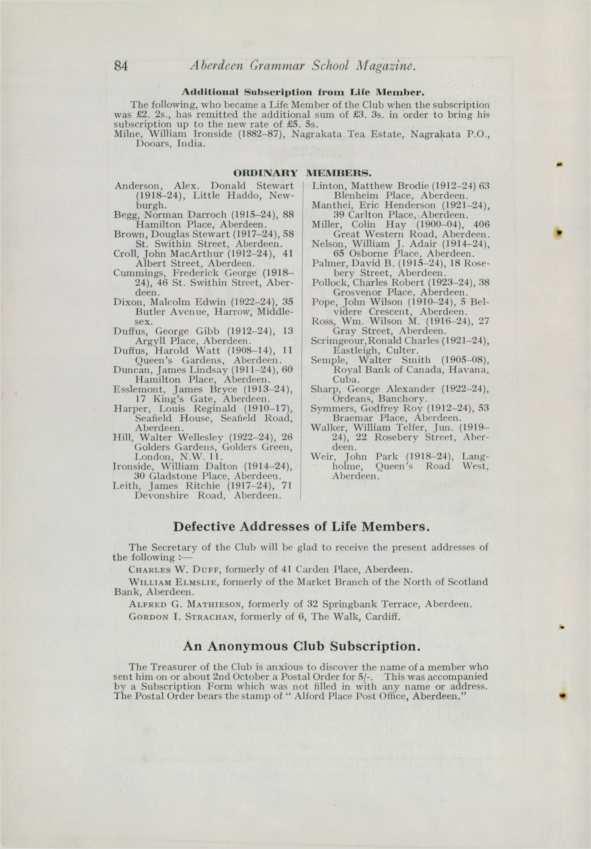 84 Aberdeen Grammar School Magazine.
Additional Subscription from Life Member.
The following, who became a Life Member of the Club when the subscription
was £2. 2s., has remitted the additional sum of £3. 3s. in order to bring his
subscription up to the new rate of £5. 5s.
Milne, William Ironside (1882–87), Nagrakata Tea Estate, Nagrakata P.O.,
Dooars, India.
ORDINARY MEMBERS.
Anderson, Alex. Donald Stewart
(1918–24), Little Haddo, New-
burgh.
Begg, Norman Darroch (1915–24), 88
Hamilton Place, Aberdeen.
Brown, Douglas Stewart (1917–24), 58
St. Swithin Street, Aberdeen.
Croll, John MacArthur (1912–24), 41
Albert Street, Aberdeen.
Cummings, Frederick George (1918–
24), 46 St. Swithin Street, Aber-
deen.
Dixon, Malcolm Edwin (1922–24), 35
Butler Avenue, Harrow, Middle-
sex.
Duffus, George Gibb (1912–24), 13
Argyll Place, Aberdeen.
Duffus, Harold Watt (1908–14), 11
Queen's Gardens, Aberdeen.
Duncan, James Lindsay (1911–24), 60
Hamilton Place, Aberdeen.
Esslemont, James Bryce (1913–24),
17 King's Gate, Aberdeen.
Harper, Louis Reginald (1910–17),
Seafield House, Seafield Road,
Aberdeen.
Hill, Walter Wellesley (1922–24), 26
Golders Gardens, Golders Green,
London, N.W. 11.
Ironside, William Dalton (1914–24),
30 Gladstone Place, Aberdeen.
Leith, James Ritchie (1917–24), 71
Devonshire Road, Aberdeen.
Linton, Matthew Brodie (1912–24) 63
Blenheim Place, Aberdeen.
Manthei, Eric Henderson (1921–24),
39 Carlton Place, Aberdeen.
Miller, Colin Hay (1900–04), 406
Great Western Road, Aberdeen.
Nelson, William J. Adair (1914–24),
65 Osborne Place, Aberdeen.
Palmer, David B. (1915–24), 18 Rose-
bery Street, Aberdeen.
Pollock, Charles Robert (1923–24), 38
Grosvenor Place, Aberdeen.
Pope, John Wilson (1910–24), 5 Bel-
videre Crescent, Aberdeen.
Ross, Wm. Wilson M. (1916–24), 27
Gray Street, Aberdeen.
Scrimgeour, Ronald Charles (1921–24),
Eastleigh, Culter.
Semple, Walter Smith (1905–08),
Royal Bank of Canada, Havana,
Cuba.
Sharp, George Alexander (1922–24),
Ordeans, Banchory.
Symmers, Godfrey Roy (1912–24), 53
Braemar Place, Aberdeen.
Walker, William Telfer, Jun. (1919–
24), 22 Rosebery Street, Aber-
deen.
Weir, John Park (1918–24), Lang-
holme, Queen's Road West,
Aberdeen.
Defective Addresses of Life Members.
The Secretary of the Club will be glad to receive the present addresses of
the following :—
CHARLES W. DUFF, formerly of 41 Carden Place, Aberdeen.
WILLIAM ELMSLIE, formerly of the Market Branch of the North of Scotland
Bank, Aberdeen.
ALFRED G. MATHIESON, formerly of 32 Springbank Terrace, Aberdeen.
GORDON I. STRACHAN, formerly of 6, The Walk, Cardiff.
An Anonymous Club Subscription.
The Treasurer of the Club is anxious to discover the name of a member who
sent him on or about 2nd October a Postal Order for 5/-. This was accompanied
by a Subscription Form which was not filled in with any name or address.
The Postal Order bears the stamp of " Alford Place Post Office, Aberdeen."